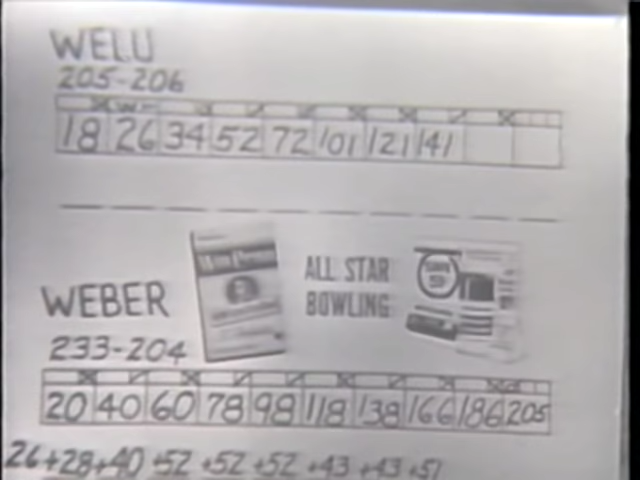 WELU
205-206
18 26 34 52 72 101 121 141
ALL STAR
BOWLING
WEBER
233-204
20 40 60 78 98 118 138 166 186 205
26+28+40+52+52+52+43+43+51